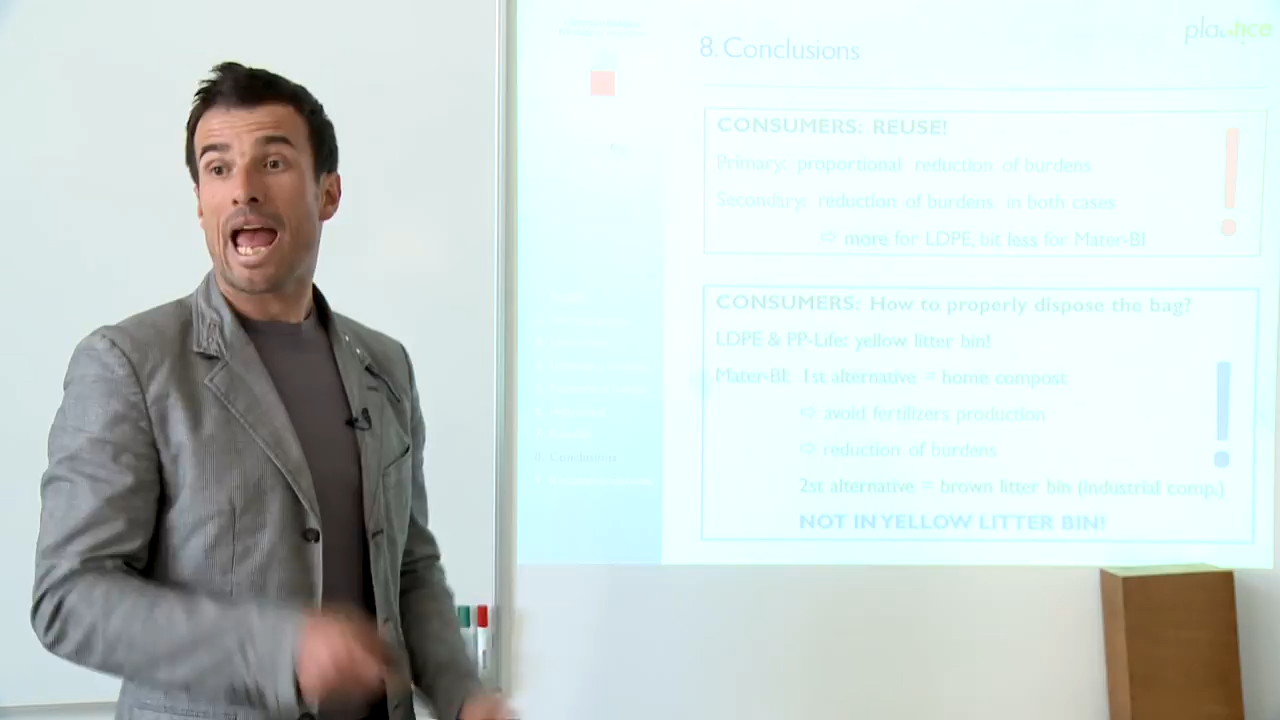 plastice
8. Conclusions
CONSUMERS: REUSE!
Primary: proportional reduction of burdens
Secondary: reduction of burdens in both cases
⇨ more for LDPE, bit less for Mater-BI
CONSUMERS: How to properly dispose the bag?
LDPE & PP-Life: yellow litter bin!
Mater-BI: 1st alternative = home compost
⇨ avoid fertilizers production
⇨ reduction of burdens
2st alternative = brown litter bin (industrial comp.)
NOT IN YELLOW LITTER BIN!
8. Conclusions